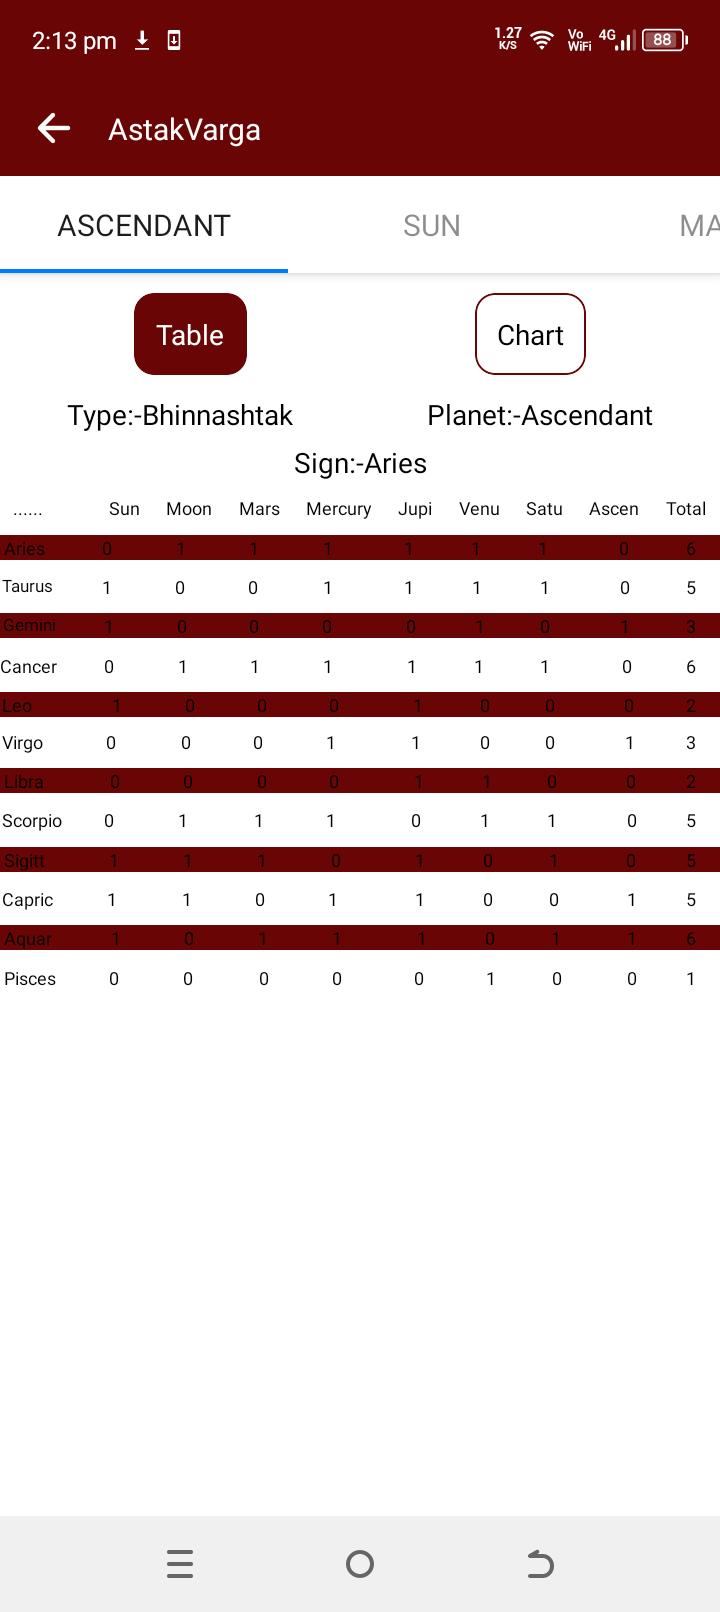 2:13 pm 1.27 K/S Vo WiFi 4G 88
AstakVarga
ASCENDANT SUN MA
Table Chart
Type:-Bhinnashtak Planet:-Ascendant
Sign:-Aries
...... Sun Moon Mars Mercury Jupi Venu Satu Ascen Total
Aries 0 1 1 1 1 1 1 0 6
Taurus 1 0 0 1 1 1 1 0 5
Gemini 1 0 0 0 0 1 0 1 3
Cancer 0 1 1 1 1 1 1 0 6
Leo 1 0 0 0 1 0 0 0 2
Virgo 0 0 0 1 1 0 0 1 3
Libra 0 0 0 0 1 1 0 0 2
Scorpio 0 1 1 1 0 1 1 0 5
Sigitt 1 1 1 0 1 0 1 0 5
Capric 1 1 0 1 1 0 0 1 5
Aquar 1 0 1 1 1 0 1 1 6
Pisces 0 0 0 0 0 1 0 0 1